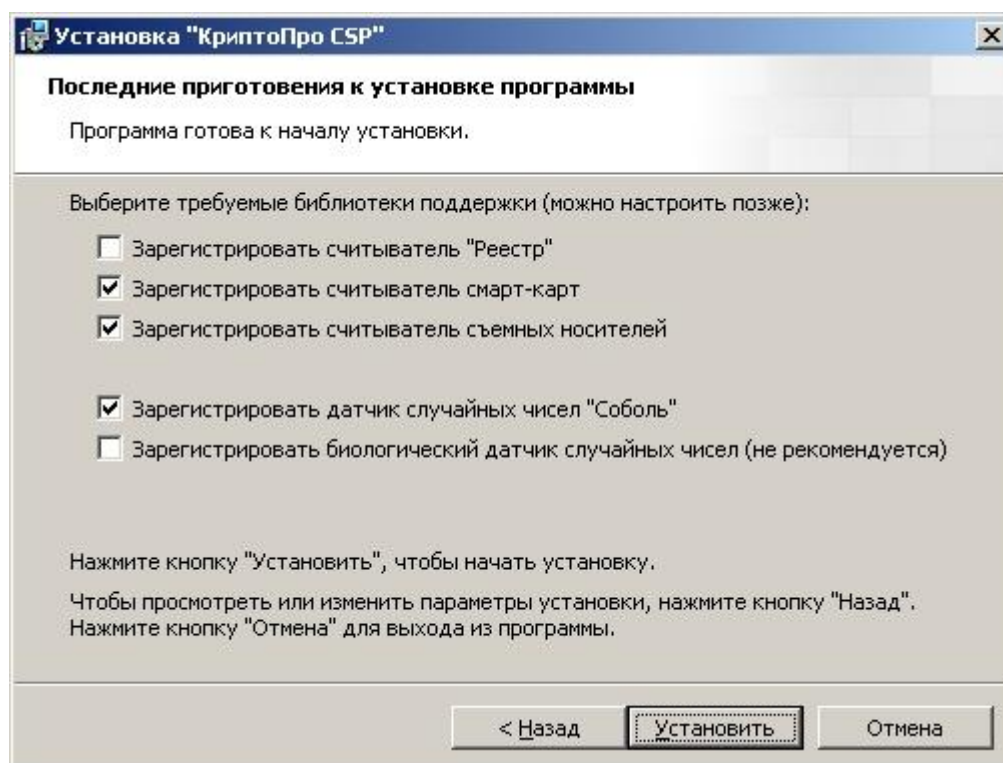 Установка "КриптоПро CSP"
Последние приготовения к установке программы
Программа готова к началу установки.
Выберите требуемые библиотеки поддержки (можно настроить позже):
Зарегистрировать считыватель "Реестр"
Зарегистрировать считыватель смарт-карт
Зарегистрировать считыватель съемных носителей
Зарегистрировать датчик случайных чисел "Соболь"
Зарегистрировать биологический датчик случайных чисел (не рекомендуется)
Нажмите кнопку "Установить", чтобы начать установку.
Чтобы просмотреть или изменить параметры установки, нажмите кнопку "Назад".
Нажмите кнопку "Отмена" для выхода из программы.
< Назад Установить Отмена